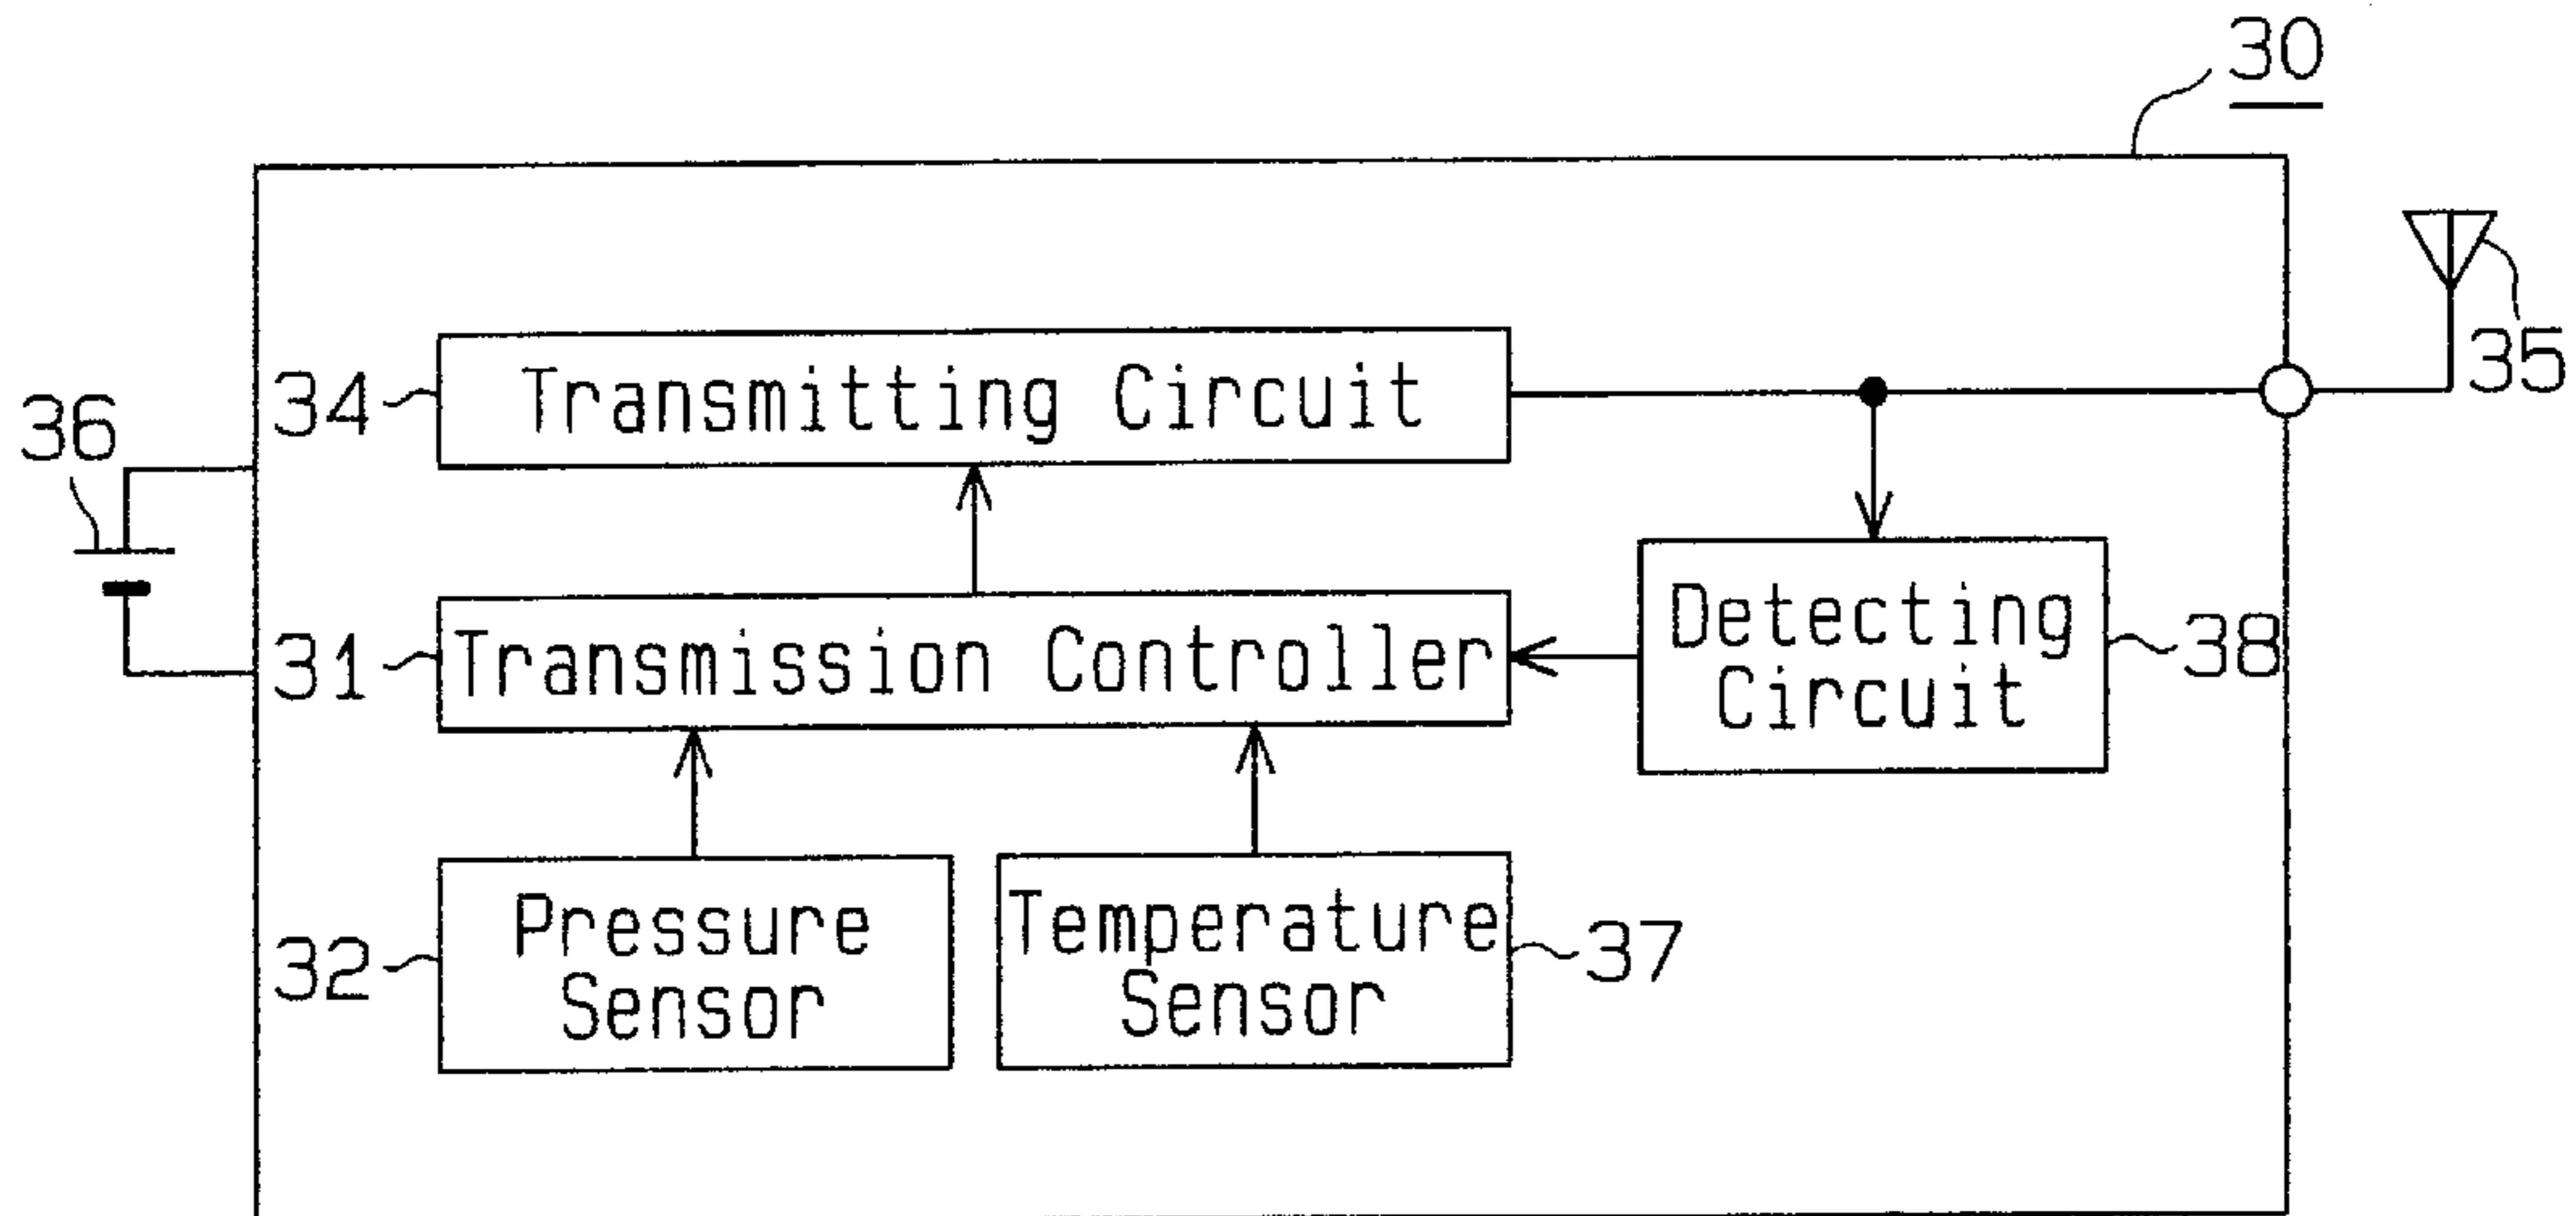 30
35
34
Transmitting Circuit
36
31
Transmission Controller
Detecting
Circuit
38
32
Pressure
Sensor
Temperature
Sensor
37